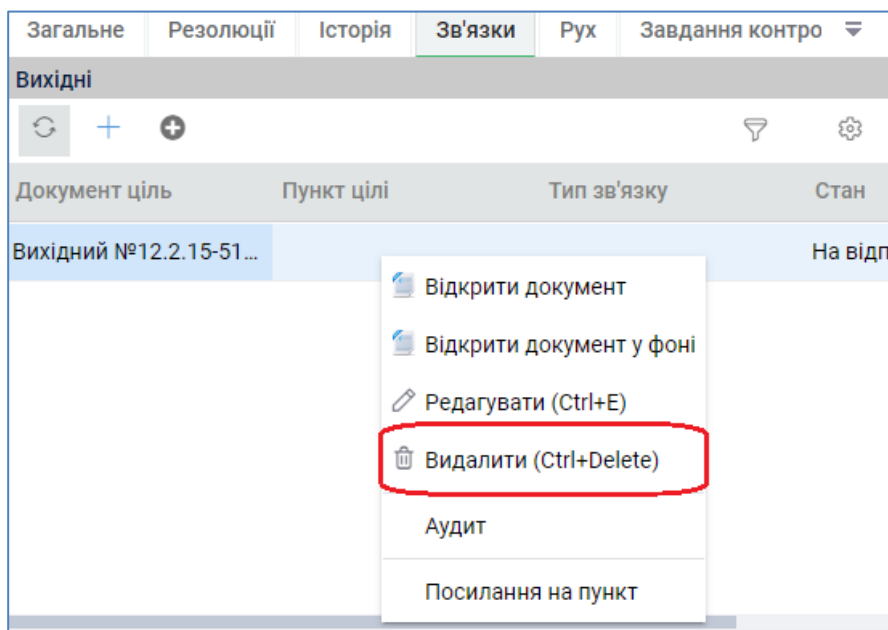 Загальне Резолюції Історія Зв'язки Рух Завдання контро
Вихідні
Документ ціль Пункт цілі Тип зв'язку Стан
Вихідний №12.2.15-51... На відп
Відкрити документ
Відкрити документ у фоні
Редагувати (Ctrl+E)
Видалити (Ctrl+Delete)
Аудит
Посилання на пункт